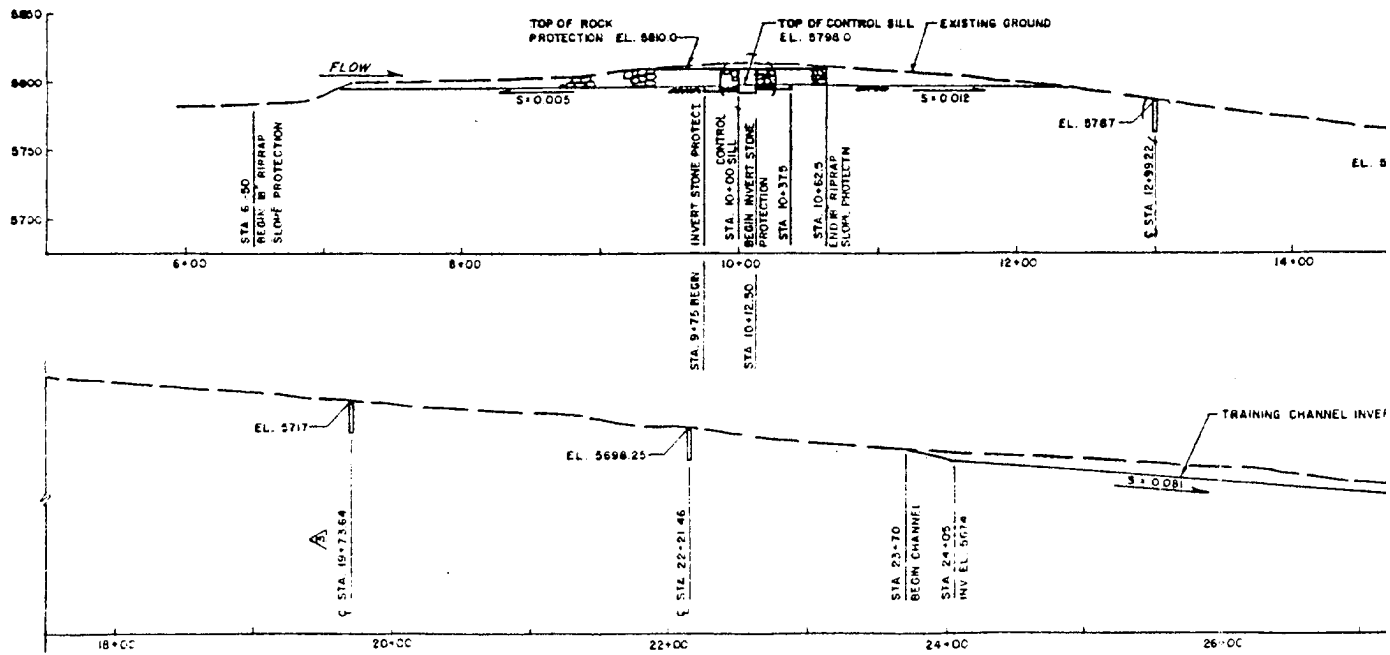 5850
5800
5750
5700
TOP OF ROCK
PROTECTION EL. 5810.0
TOP OF CONTROL SILL
EL. 5798.0
EXISTING GROUND
FLOW
S=0.005
S=0.012
EL. 5787
EL. 5
STA 6+50
BEGIN 18" RIPRAP
SLOPE PROTECTION
INVERT STONE PROTECT
STA. 10+00 CONTROL
SILL
BEGIN INVERT STONE
PROTECTION
STA 10+37.5
STA. 10+62.5
END 18" RIPRAP
SLOPE PROTECT'N
℄ STA. 12+99.22
6+00
8+00
10+00
12+00
14+00
STA. 9+75 BEGIN
STA. 10+12.50
EL. 5717
EL. 5698.25
TRAINING CHANNEL INVER
S=0.081
3
℄ STA. 19+73.64
℄ STA. 22+21.46
STA 23+70
BEGIN CHANNEL
STA 24+05
INV. EL. 5674
18+00
20+00
22+00
24+00
26+00